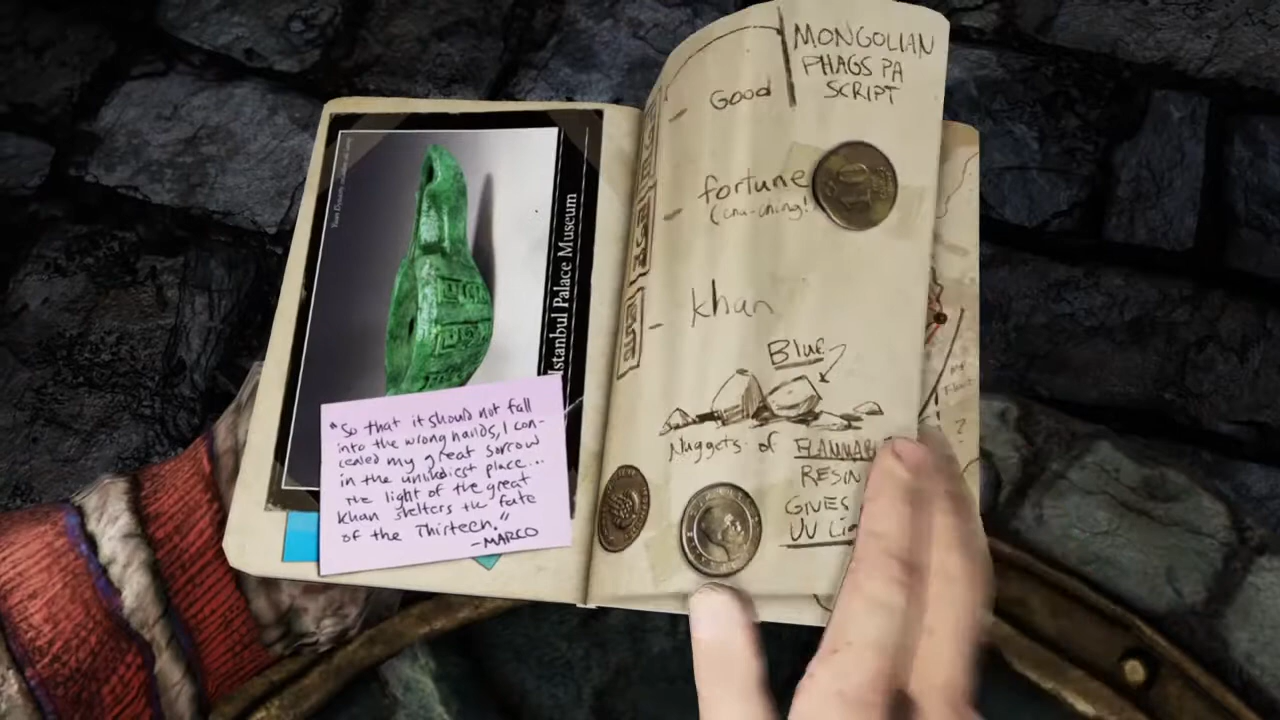 Istanbul Palace Museum
"So that it should not fall
into the wrong hands, I con-
cealed my great sorrow
in the unlikeliest place...
The light of the great
Khan shelters the fate
of the Thirteen."
-MARCO
MONGOLIAN
PHAGS PA
SCRIPT
Good
fortune
khan
Blue
Nuggets of
RESIN
GIVES
UV
10
?